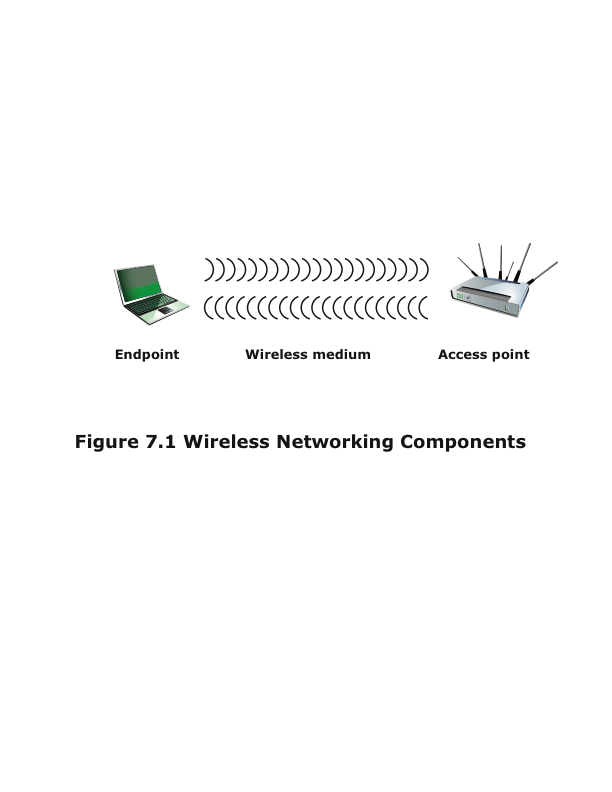 Endpoint Wireless medium Access point
Figure 7.1 Wireless Networking Components